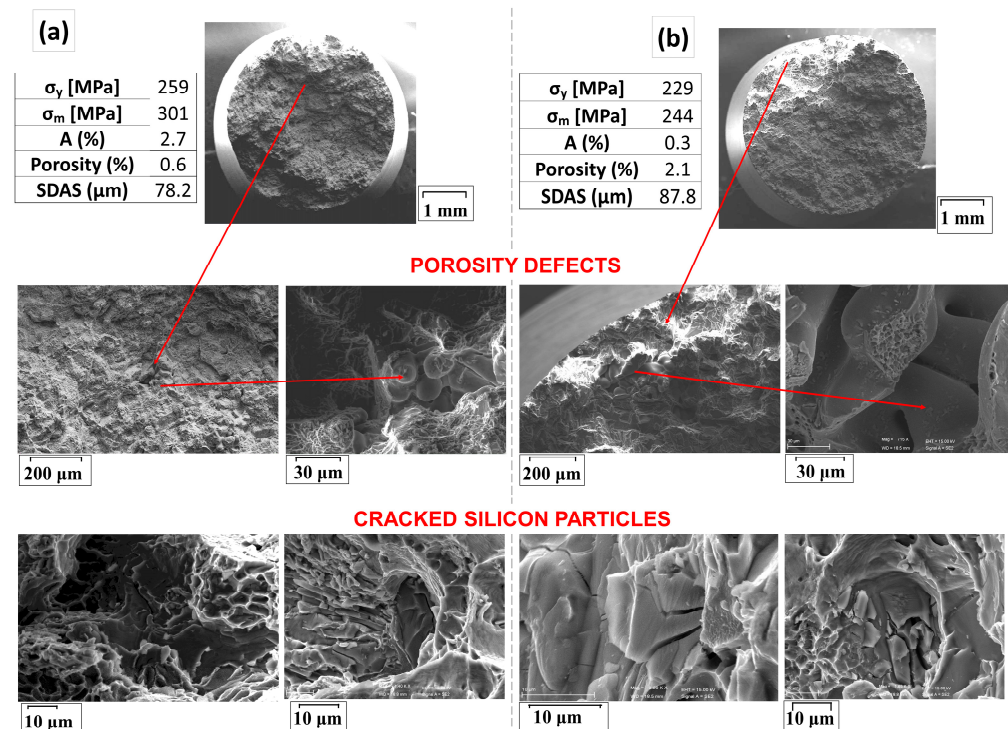 (a)
σy [MPa] 259
σm [MPa] 301
A (%) 2.7
Porosity (%) 0.6
SDAS (μm) 78.2
1 mm
(b)
σy [MPa] 229
σm [MPa] 244
A (%) 0.3
Porosity (%) 2.1
SDAS (μm) 87.8
1 mm
POROSITY DEFECTS
200 μm
30 μm
200 μm
30 μm
CRACKED SILICON PARTICLES
10 μm
10 μm
10 μm
10 μm